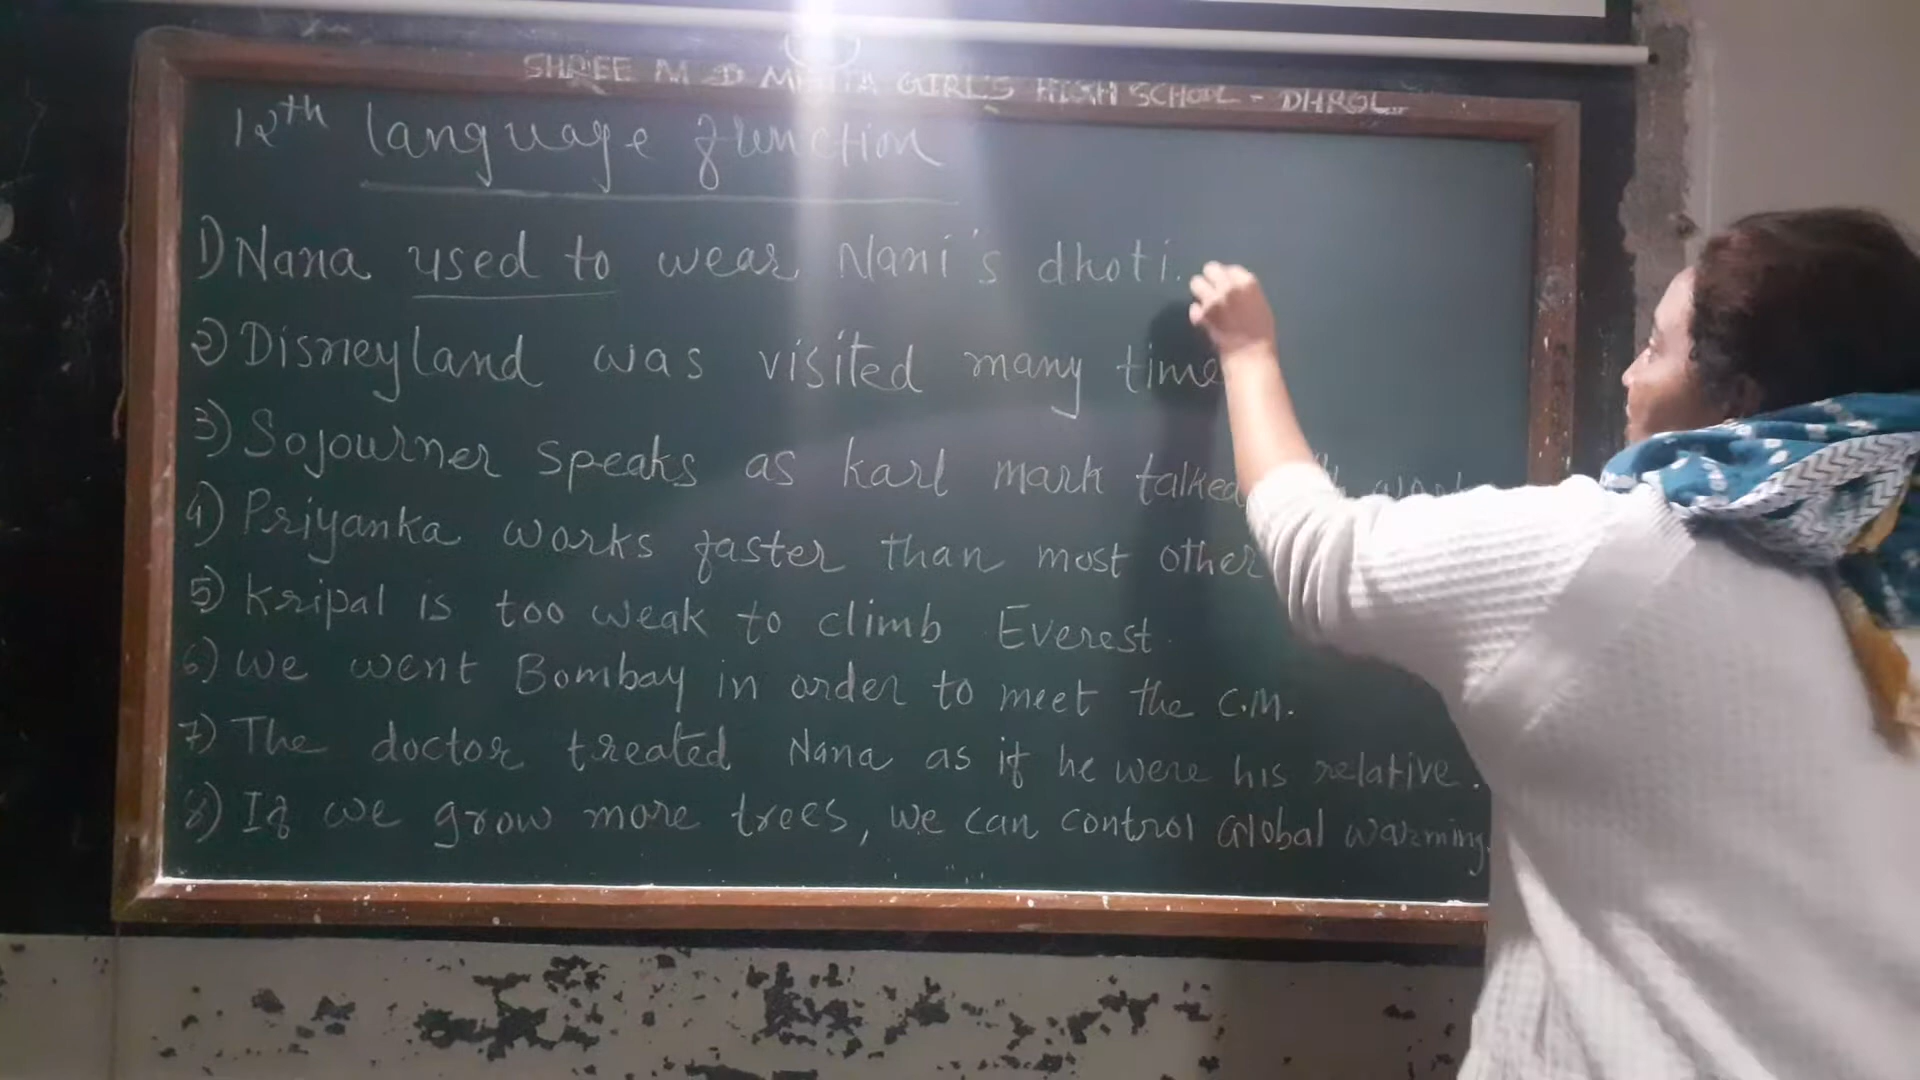 SHREE M D MEHTA GIRL'S HIGH SCHOOL - DHROL..
12th language function
1) Nana used to wear Nani's dhoti.
2) Disneyland was visited many time
3) Sojourner speaks as karl mark talked
4) Priyanka works faster than most other
5) Kripal is too weak to climb Everest.
6) We went Bombay in order to meet the C.M.
7) The doctor treated Nana as if he were his relative.
8) If we grow more trees, we can control Global warming.